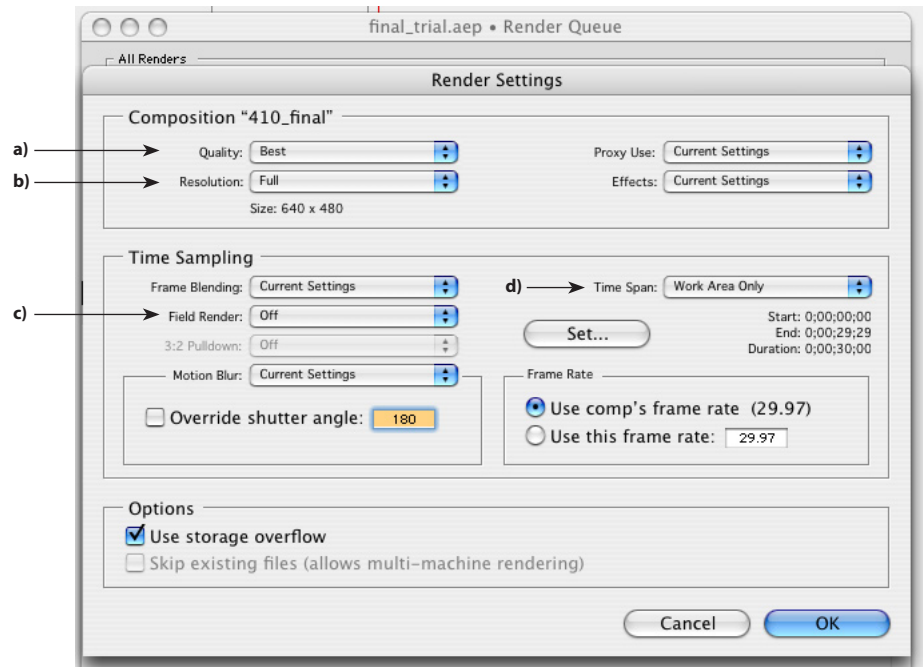 final_trial.aep • Render Queue
All Renders
Render Settings
Composition “410_final”
a)
Quality: Best
Proxy Use: Current Settings
b)
Resolution: Full
Effects: Current Settings
Size: 640 x 480
Time Sampling
Frame Blending: Current Settings
d)
Time Span: Work Area Only
c)
Field Render: Off
Set...
Start: 0;00;00;00
End: 0;00;29;29
Duration: 0;00;30;00
3:2 Pulldown: Off
Motion Blur: Current Settings
Frame Rate
Override shutter angle: 180
Use comp's frame rate (29.97)
Use this frame rate: 29.97
Options
Use storage overflow
Skip existing files (allows multi-machine rendering)
Cancel
OK